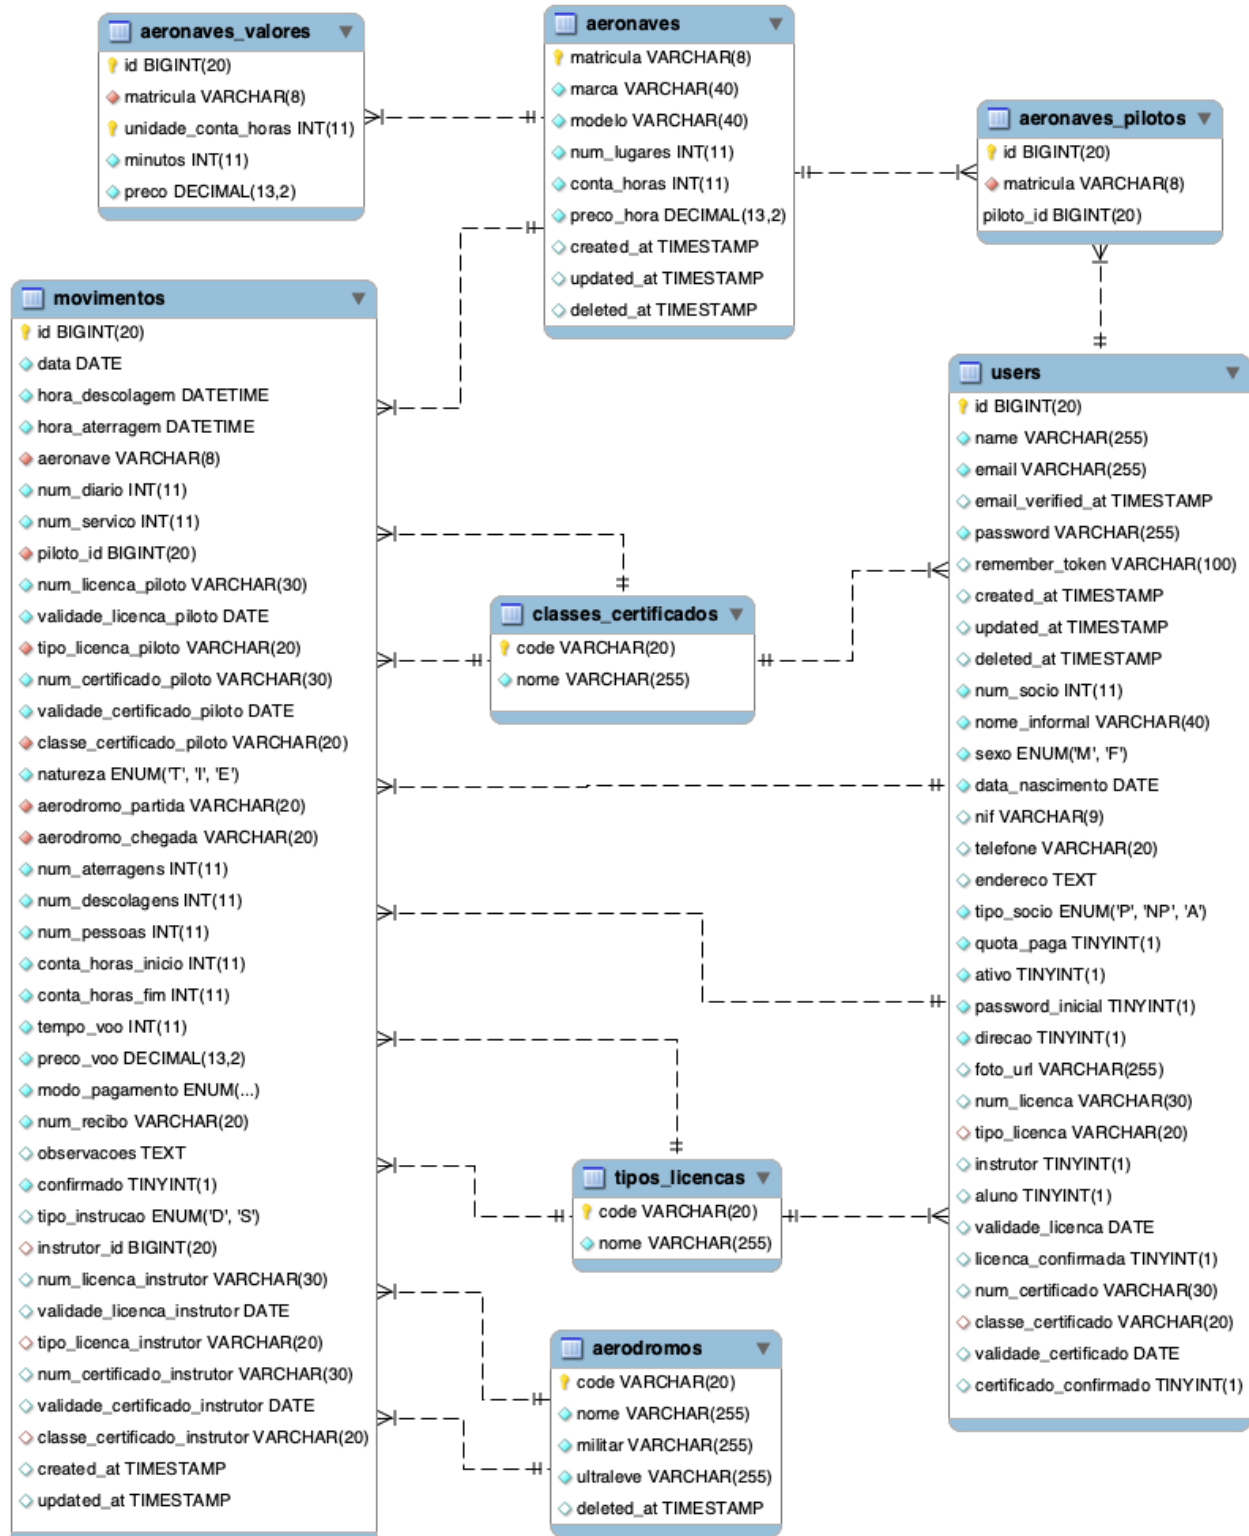 aeronaves_valores
id BIGINT(20)
matricula VARCHAR(8)
unidade_conta_horas INT(11)
minutos INT(11)
preco DECIMAL(13,2)
aeronaves
matricula VARCHAR(8)
marca VARCHAR(40)
modelo VARCHAR(40)
num_lugares INT(11)
conta_horas INT(11)
preco_hora DECIMAL(13,2)
created_at TIMESTAMP
updated_at TIMESTAMP
deleted_at TIMESTAMP
aeronaves_pilotos
id BIGINT(20)
matricula VARCHAR(8)
piloto_id BIGINT(20)
movimentos
id BIGINT(20)
data DATE
hora_descolagem DATETIME
hora_aterragem DATETIME
aeronave VARCHAR(8)
num_diario INT(11)
num_servico INT(11)
piloto_id BIGINT(20)
num_licenca_piloto VARCHAR(30)
validade_licenca_piloto DATE
tipo_licenca_piloto VARCHAR(20)
num_certificado_piloto VARCHAR(30)
validade_certificado_piloto DATE
classe_certificado_piloto VARCHAR(20)
natureza ENUM('T', 'I', 'E')
aerodromo_partida VARCHAR(20)
aerodromo_chegada VARCHAR(20)
num_aterragens INT(11)
num_descolagens INT(11)
num_pessoas INT(11)
conta_horas_inicio INT(11)
conta_horas_fim INT(11)
tempo_voo INT(11)
preco_voo DECIMAL(13,2)
modo_pagamento ENUM(...)
num_recibo VARCHAR(20)
observacoes TEXT
confirmado TINYINT(1)
tipo_instrucao ENUM('D', 'S')
instrutor_id BIGINT(20)
num_licenca_instrutor VARCHAR(30)
validade_licenca_instrutor DATE
tipo_licenca_instrutor VARCHAR(20)
num_certificado_instrutor VARCHAR(30)
validade_certificado_instrutor DATE
classe_certificado_instrutor VARCHAR(20)
created_at TIMESTAMP
updated_at TIMESTAMP
classes_certificados
code VARCHAR(20)
nome VARCHAR(255)
tipos_licencas
code VARCHAR(20)
nome VARCHAR(255)
aerodromos
code VARCHAR(20)
nome VARCHAR(255)
militar VARCHAR(255)
ultraleve VARCHAR(255)
deleted_at TIMESTAMP
users
id BIGINT(20)
name VARCHAR(255)
email VARCHAR(255)
email_verified_at TIMESTAMP
password VARCHAR(255)
remember_token VARCHAR(100)
created_at TIMESTAMP
updated_at TIMESTAMP
deleted_at TIMESTAMP
num_socio INT(11)
nome_informal VARCHAR(40)
sexo ENUM('M', 'F')
data_nascimento DATE
nif VARCHAR(9)
telefone VARCHAR(20)
endereco TEXT
tipo_socio ENUM('P', 'NP', 'A')
quota_paga TINYINT(1)
ativo TINYINT(1)
password_inicial TINYINT(1)
direcao TINYINT(1)
foto_url VARCHAR(255)
num_licenca VARCHAR(30)
tipo_licenca VARCHAR(20)
instrutor TINYINT(1)
aluno TINYINT(1)
validade_licenca DATE
licenca_confirmada TINYINT(1)
num_certificado VARCHAR(30)
classe_certificado VARCHAR(20)
validade_certificado DATE
certificado_confirmado TINYINT(1)